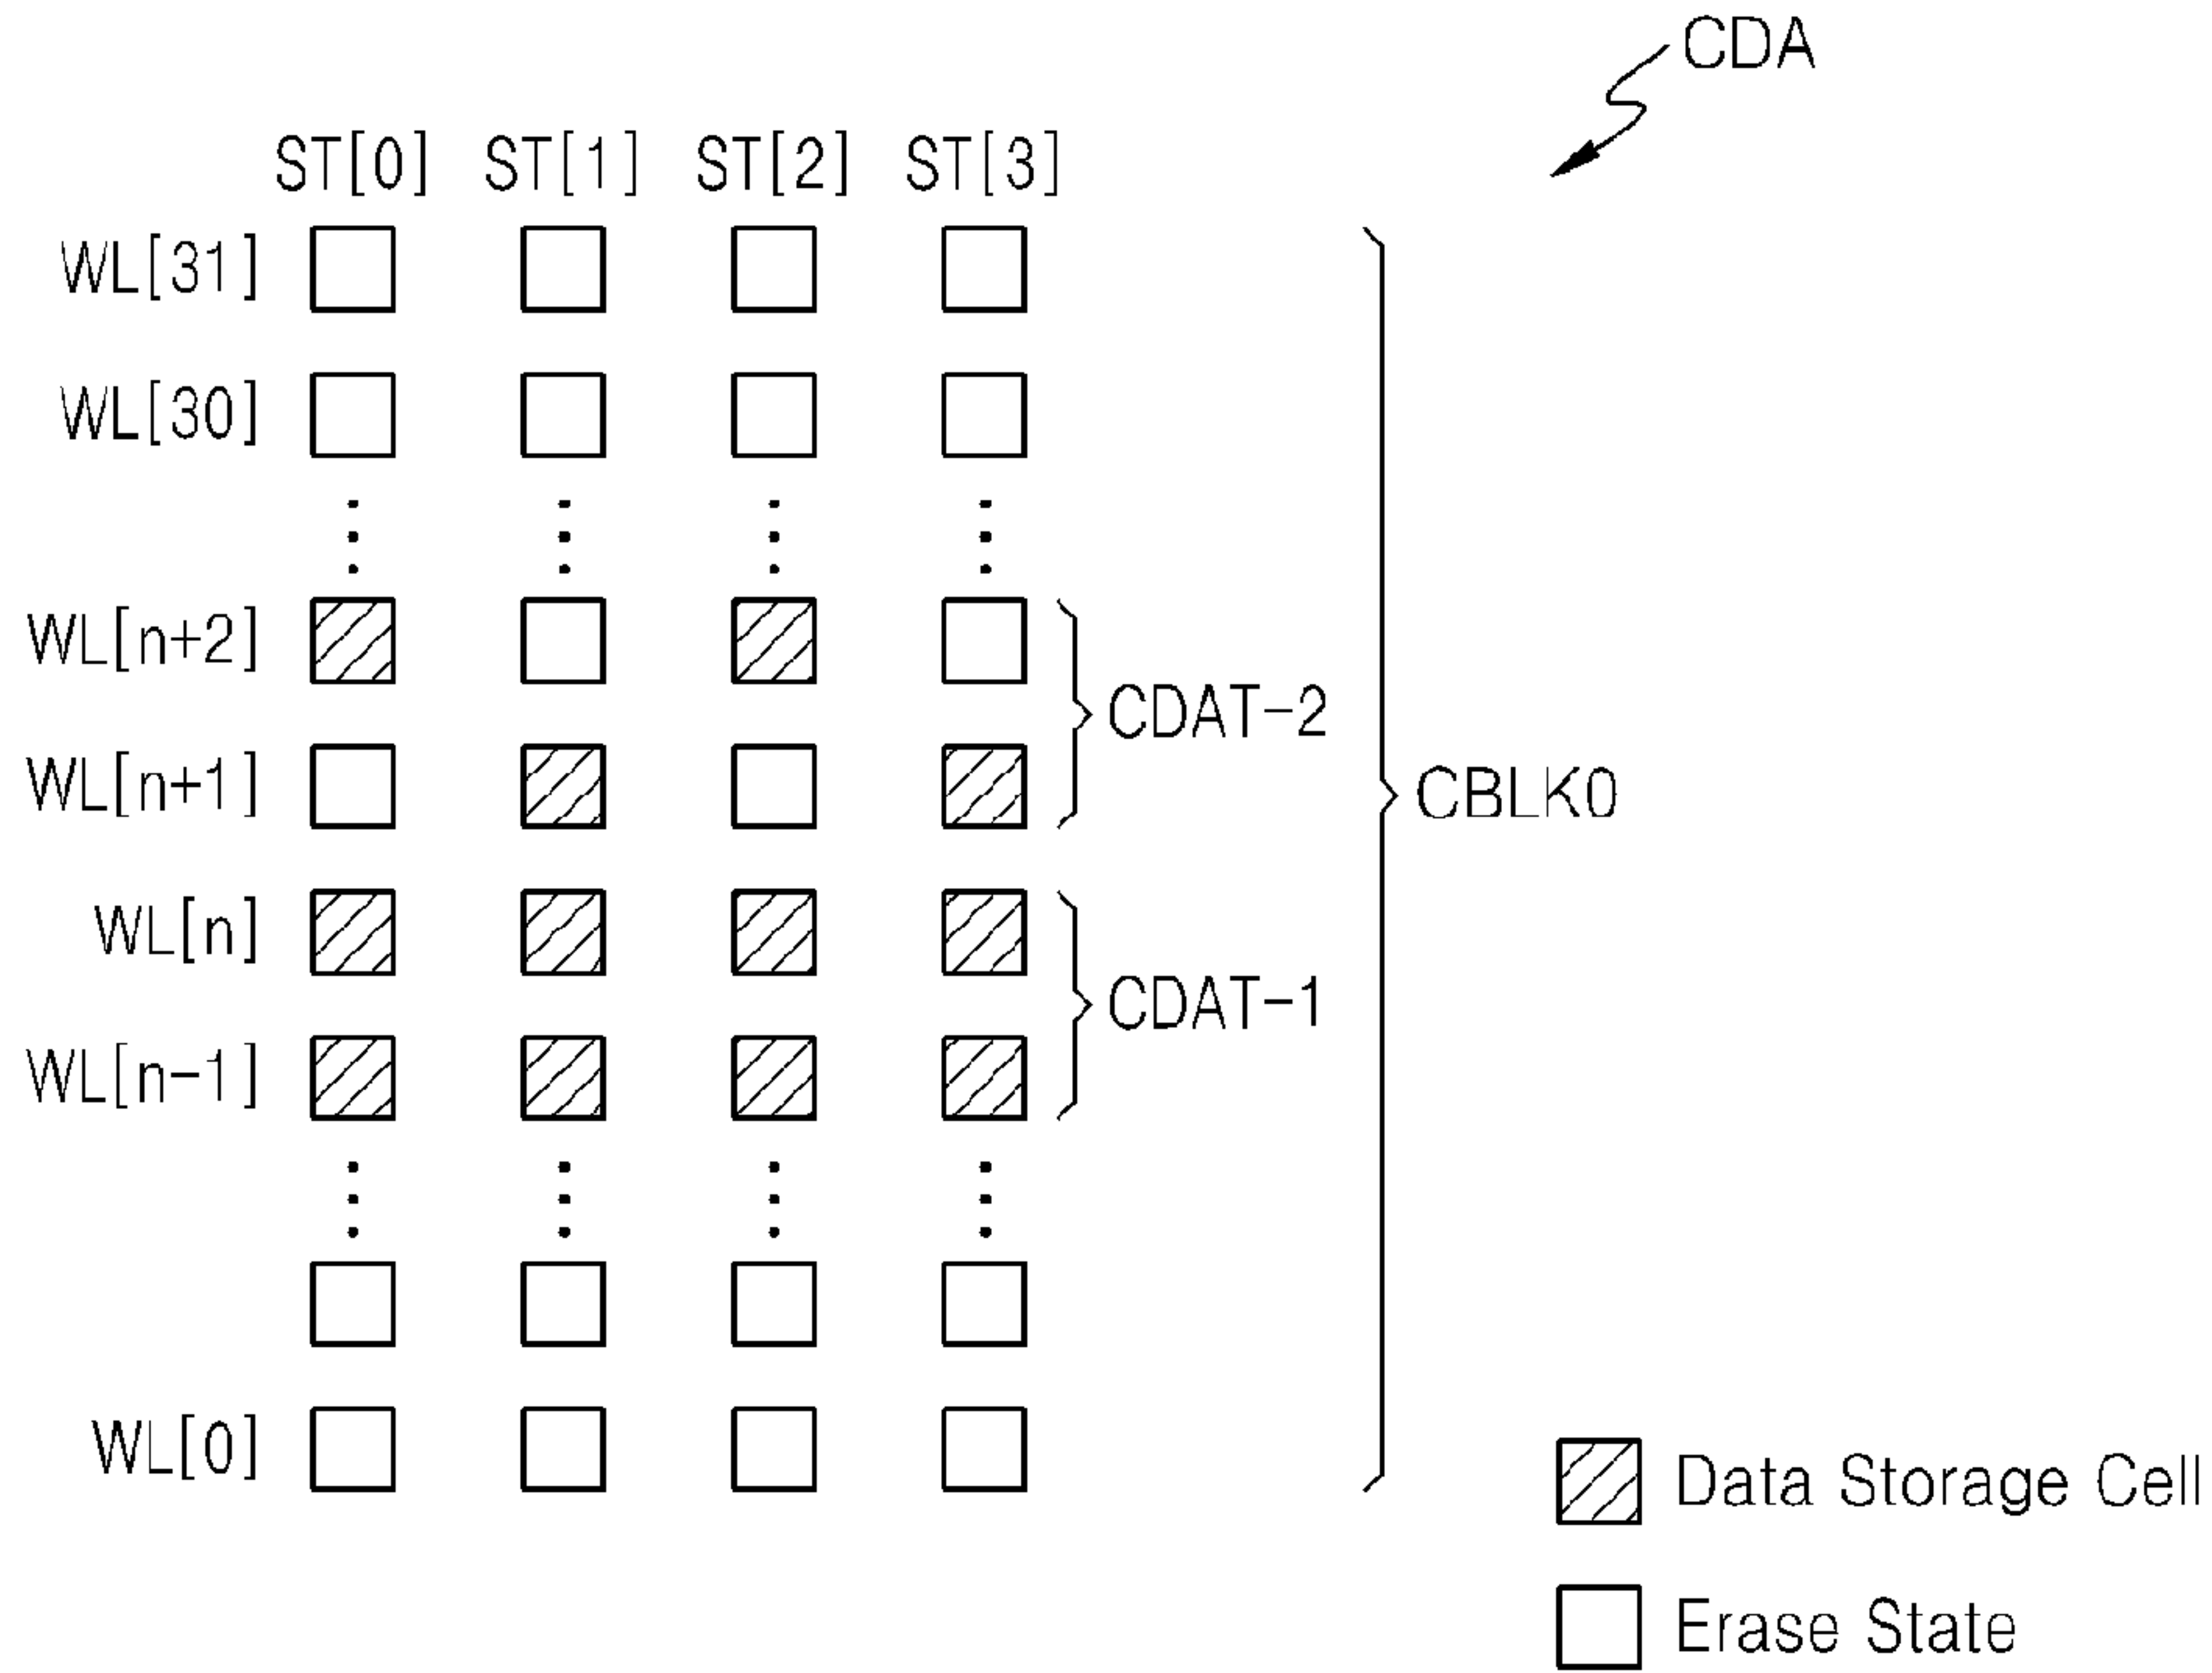 CDA
ST[0] ST[1] ST[2] ST[3]
WL[31]
WL[30]
WL[n+2]
CDAT-2
WL[n+1]
CBLK0
WL[n]
CDAT-1
WL[n-1]
WL[0]
Data Storage Cell
Erase State